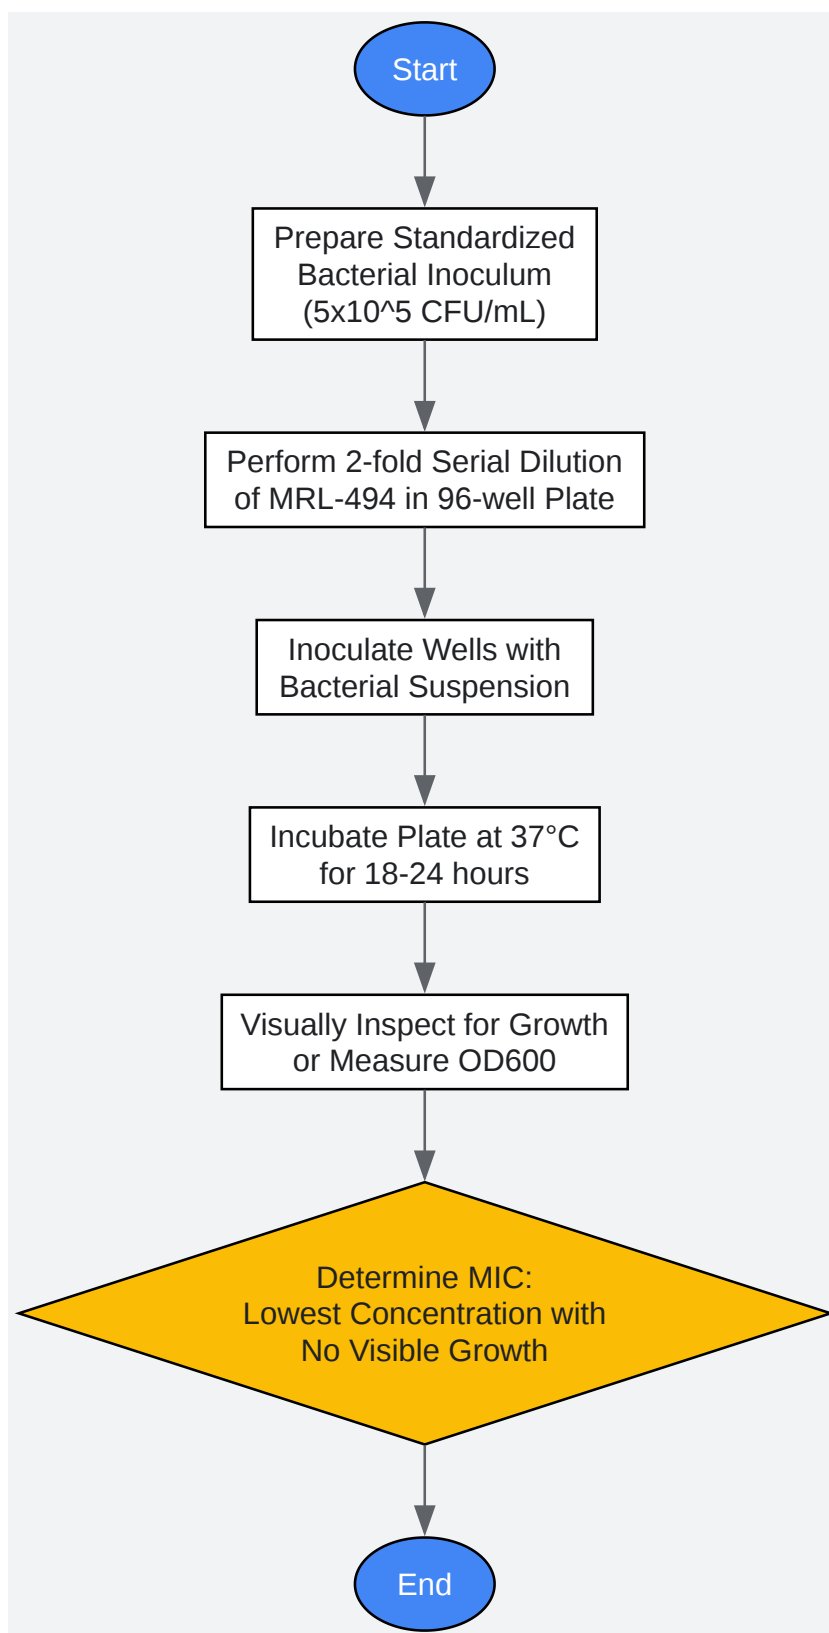 Start
Prepare Standardized
Bacterial Inoculum
(5x10^5 CFU/mL)
Perform 2-fold Serial Dilution
of MRL-494 in 96-well Plate
Inoculate Wells with
Bacterial Suspension
Incubate Plate at 37°C
for 18-24 hours
Visually Inspect for Growth
or Measure OD600
Determine MIC:
Lowest Concentration with
No Visible Growth
End